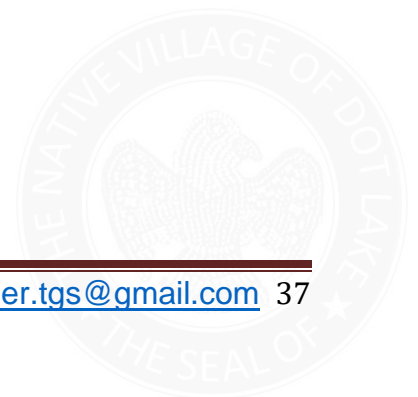 THE NATIVE VILLAGE OF DOT LAKE
er.tgs@gmail.com 37
THE SEAL OF